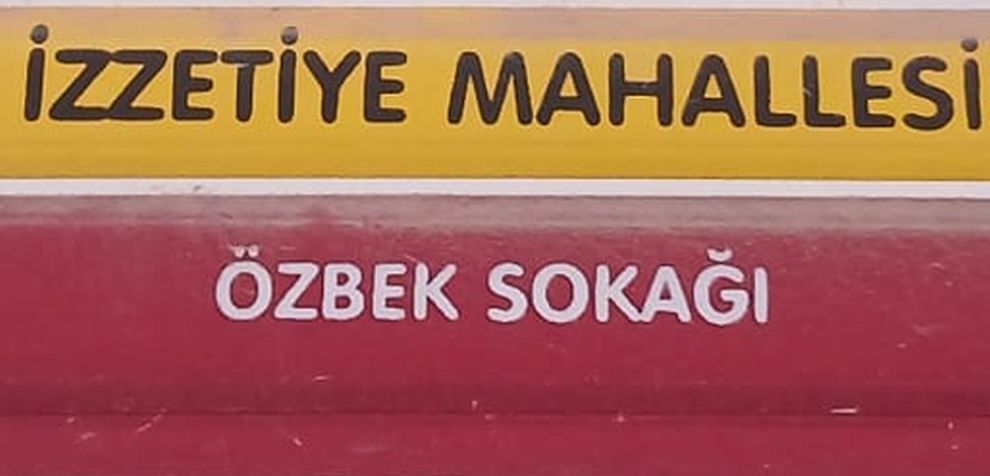 İZZETİYE MAHALLESİ
ÖZBEK SOKAĞI